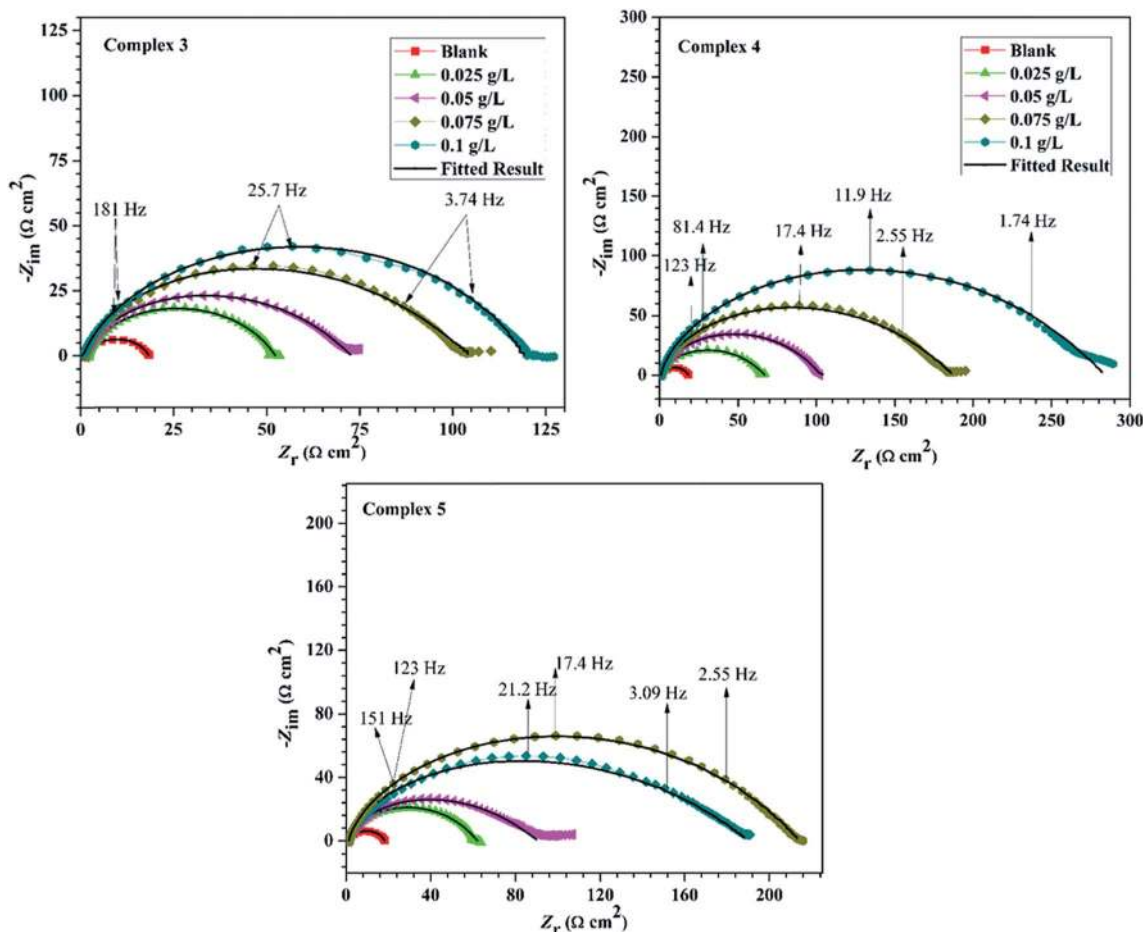 Complex 3
Blank
0.025 g/L
0.05 g/L
0.075 g/L
0.1 g/L
Fitted Result
181 Hz
25.7 Hz
3.74 Hz
125
100
75
50
25
0
-Zim (Ω cm2)
0
25
50
75
100
125
Zr (Ω cm2)
Complex 4
Blank
0.025 g/L
0.05 g/L
0.075 g/L
0.1 g/L
Fitted Result
123 Hz
81.4 Hz
17.4 Hz
11.9 Hz
2.55 Hz
1.74 Hz
300
250
200
150
100
50
0
-Zim (Ω cm2)
0
50
100
150
200
250
300
Zr (Ω cm2)
Complex 5
151 Hz
123 Hz
21.2 Hz
17.4 Hz
3.09 Hz
2.55 Hz
200
160
120
80
40
0
-Zim (Ω cm2)
0
40
80
120
160
200
Zr (Ω cm2)